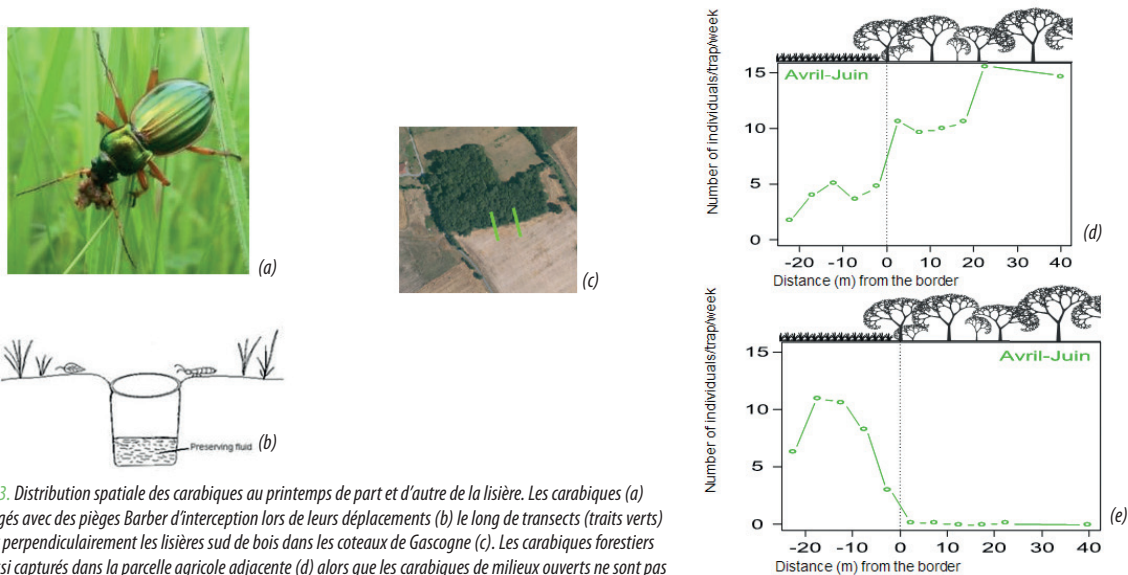 (a)
(b)
Preserving fluid
(c)
Number of individuals/trap/week
Avril-Juin
15
10
5
0
-20 -10 0 10 20 30 40
Distance (m) from the border
(d)
Number of individuals/trap/week
Avril-Juin
15
10
5
0
-20 -10 0 10 20 30 40
Distance (m) from the border
(e)
3. Distribution spatiale des carabiques au printemps de part et d'autre de la lisière. Les carabiques (a)
gés avec des pièges Barber d'interception lors de leurs déplacements (b) le long de transects (traits verts)
perpendiculairement les lisières sud de bois dans les coteaux de Gascogne (c). Les carabiques forestiers
si capturés dans la parcelle agricole adjacente (d) alors que les carabiques de milieux ouverts ne sont pas